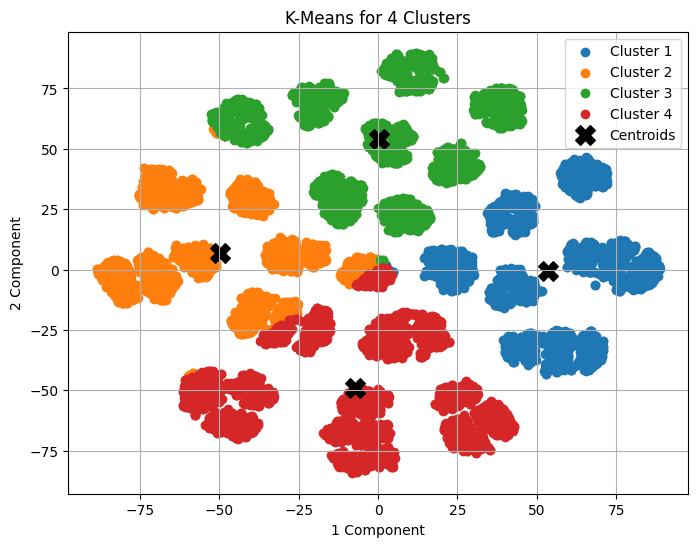 K-Means for 4 Clusters
Cluster 1
Cluster 2
Cluster 3
Cluster 4
Centroids
75
50
25
0
−25
−50
−75
2 Component
−75
−50
−25
0
25
50
75
1 Component